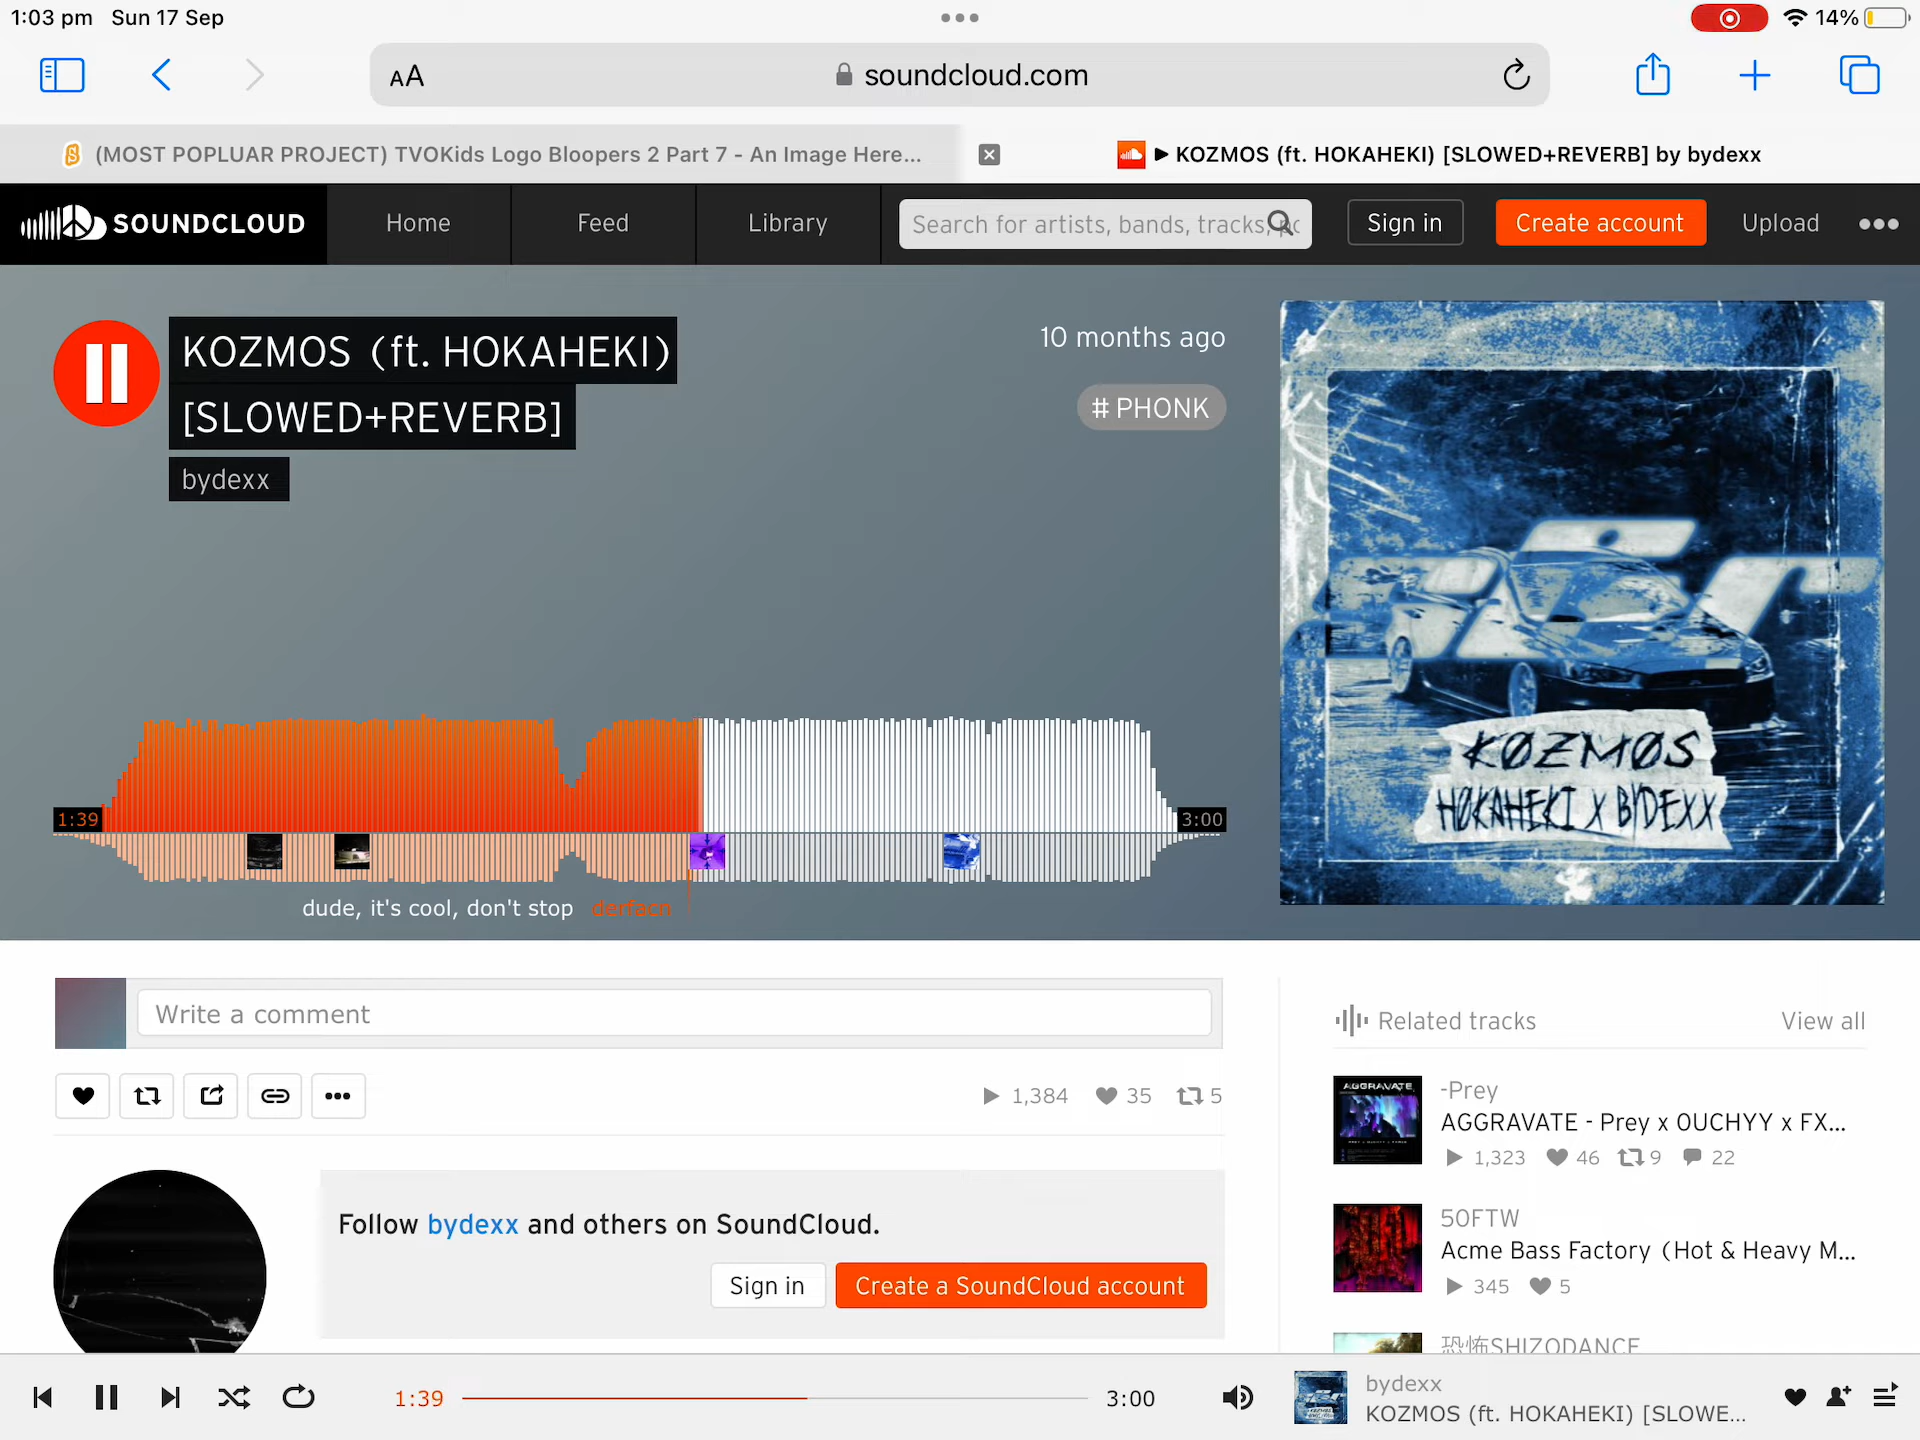 1:03 pm Sun 17 Sep
14%
AA soundcloud.com
(MOST POPLUAR PROJECT) TVOKids Logo Bloopers 2 Part 7 - An Image Here...
KOZMOS (ft. HOKAHEKI) [SLOWED+REVERB] by bydexx
SOUNDCLOUD Home Feed Library Search for artists, bands, tracks, Sign in Create account Upload
KOZMOS (ft. HOKAHEKI)
[SLOWED+REVERB]
bydexx
10 months ago
# PHONK
KØZMØS
HØKAHEKI X BYDEXX
1:39
3:00
dude, it's cool, don't stop derfach
Write a comment
1,384 35 5
Follow bydexx and others on SoundCloud.
Sign in Create a SoundCloud account
Related tracks View all
AGGRAVATE
-Prey
AGGRAVATE - Prey x OUCHYY x FX...
1,323 46 9 22
50FTW
Acme Bass Factory (Hot & Heavy M...
345 5
恐怖SHIZODANCE
1:39 3:00
bydexx
KOZMOS (ft. HOKAHEKI) [SLOWE...